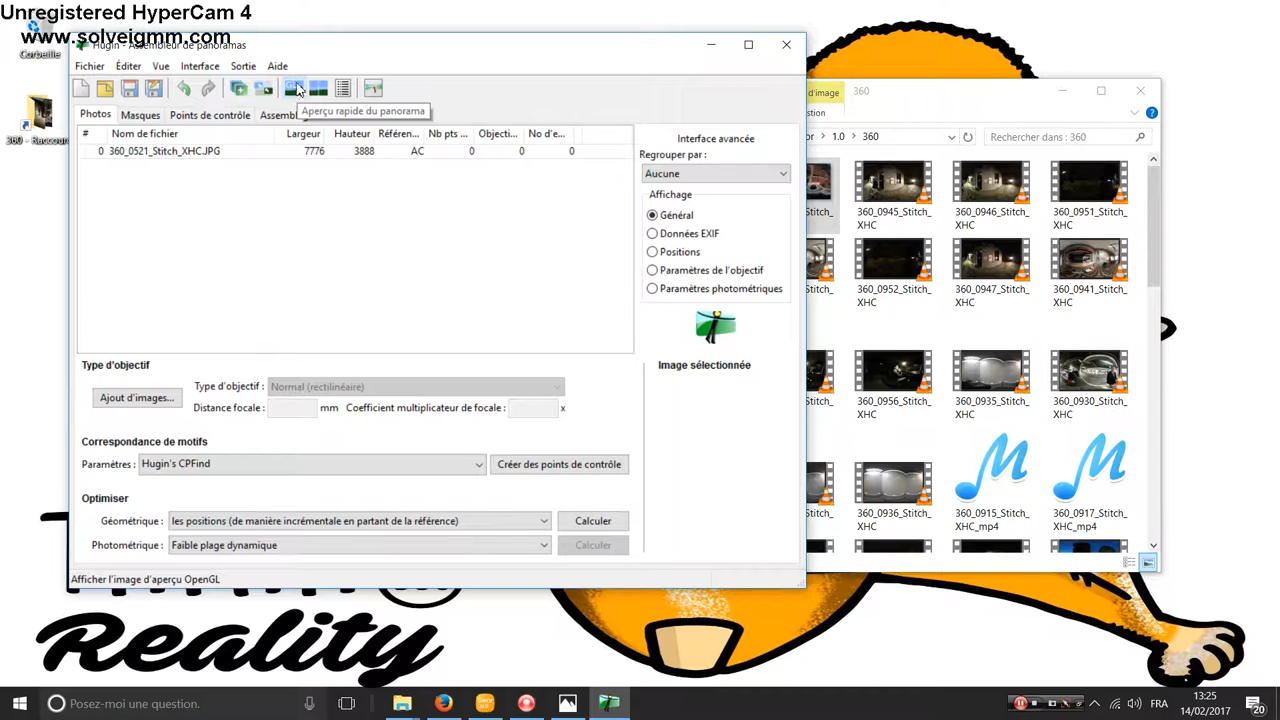 Unregistered HyperCam 4
www.solveigmm.com
Corbeille
360 - Raccour
Hugin - Assembleur de panoramas
Fichier Éditer Vue Interface Sortie Aide
Aperçu rapide du panorama
Photos Masques Points de contrôle Assemb
# Nom de fichier Largeur Hauteur Référen... Nb pts ... Objecti... No d'e...
0 360_0521_Stitch_XHC.JPG 7776 3888 AC 0 0 0
Interface avancée
Regrouper par :
Aucune
Affichage
Général
Données EXIF
Positions
Paramètres de l'objectif
Paramètres photométriques
Type d'objectif
Image sélectionnée
Ajout d'images...
Type d'objectif : Normal (rectilinéaire)
Distance focale : mm Coefficient multiplicateur de focale : x
Correspondance de motifs
Paramètres : Hugin's CPFind Créer des points de contrôle
Optimiser
Géométrique : les positions (de manière incrémentale en partant de la référence) Calculer
Photométrique : Faible plage dynamique Calculer
Afficher l'image d'aperçu OpenGL
d'image 360
stion
1.0 360 Rechercher dans : 360
Stitch_ 360_0945_Stitch_XHC 360_0946_Stitch_XHC 360_0951_Stitch_XHC
360_0952_Stitch_XHC 360_0947_Stitch_XHC 360_0941_Stitch_XHC
360_0956_Stitch_XHC 360_0935_Stitch_XHC 360_0930_Stitch_XHC
360_0936_Stitch_XHC 360_0915_Stitch_XHC_mp4 360_0917_Stitch_XHC_mp4
Reality
Posez-moi une question. FRA 13:25
14/02/2017 20